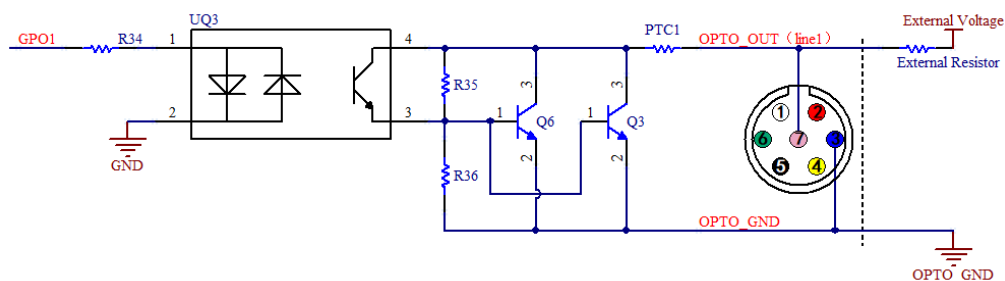 UQ3
External Voltage
GPO1
R34
1
4
PTC1
OPTO_OUT（line1）
External Resistor
3
3
R35
1
2
2
3
1
Q6
1
Q3
6
7
3
GND
R36
2
2
5
4
OPTO_GND
OPTO_GND